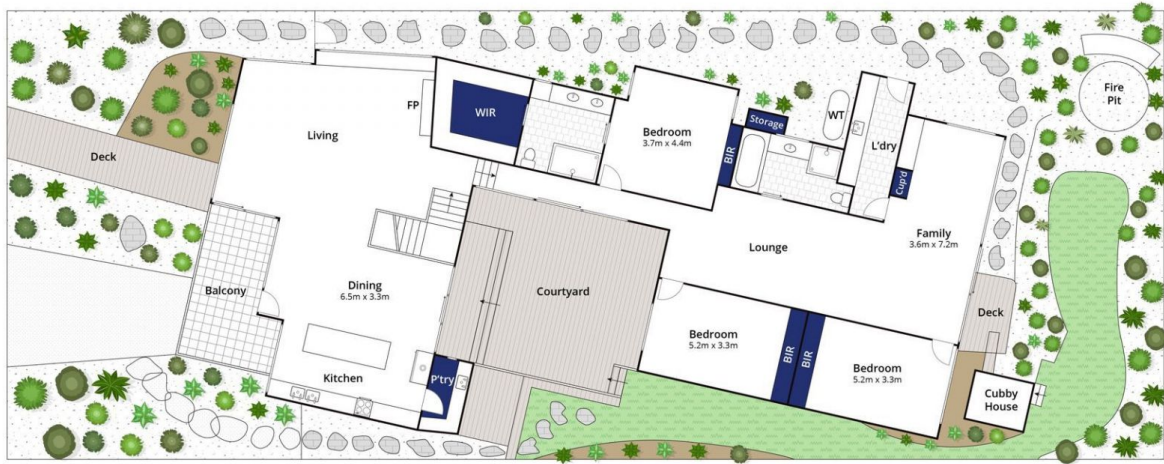 FP
WIR
Living
Deck
Bedroom
3.7m x 4.4m
BIR
Storage
WT
L'dry
Cup'd
Fire
Pit
Family
3.6m x 7.2m
Lounge
Balcony
Dining
6.5m x 3.3m
Courtyard
Deck
Kitchen
P'try
Bedroom
5.2m x 3.3m
BIR
BIR
Bedroom
5.2m x 3.3m
Cubby
House